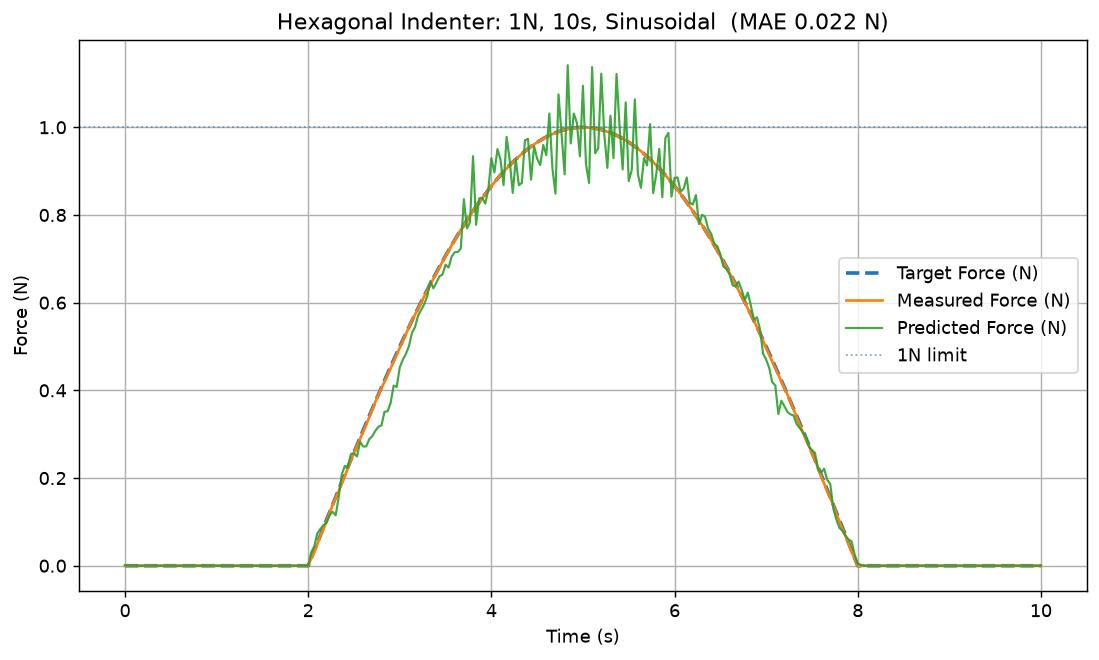 Hexagonal Indenter: 1N, 10s, Sinusoidal  (MAE 0.022 N)
Force (N)
1.0
0.8
0.6
0.4
0.2
0.0
Target Force (N)
Measured Force (N)
Predicted Force (N)
1N limit
0 2 4 6 8 10
Time (s)